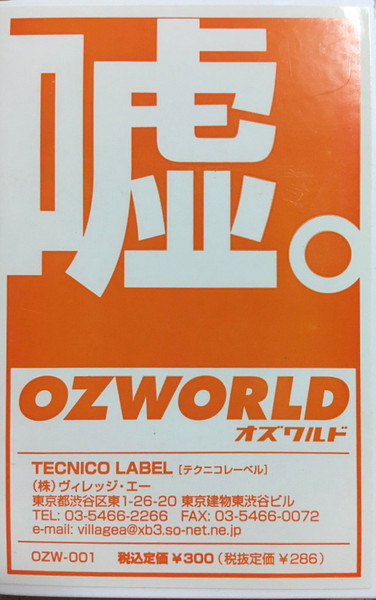 嘘。
OZWORLD
オズワルド
TECNICO LABEL [テクニコレーベル]
(株)ヴィレッジ・エー
東京都渋谷区東1-26-20 東京建物東渋谷ビル
TEL: 03-5466-2266 FAX: 03-5466-0072
e-mail: villagea@xb3.so-net.ne.jp
OZW-001 税込定価¥300(税抜定価¥286)